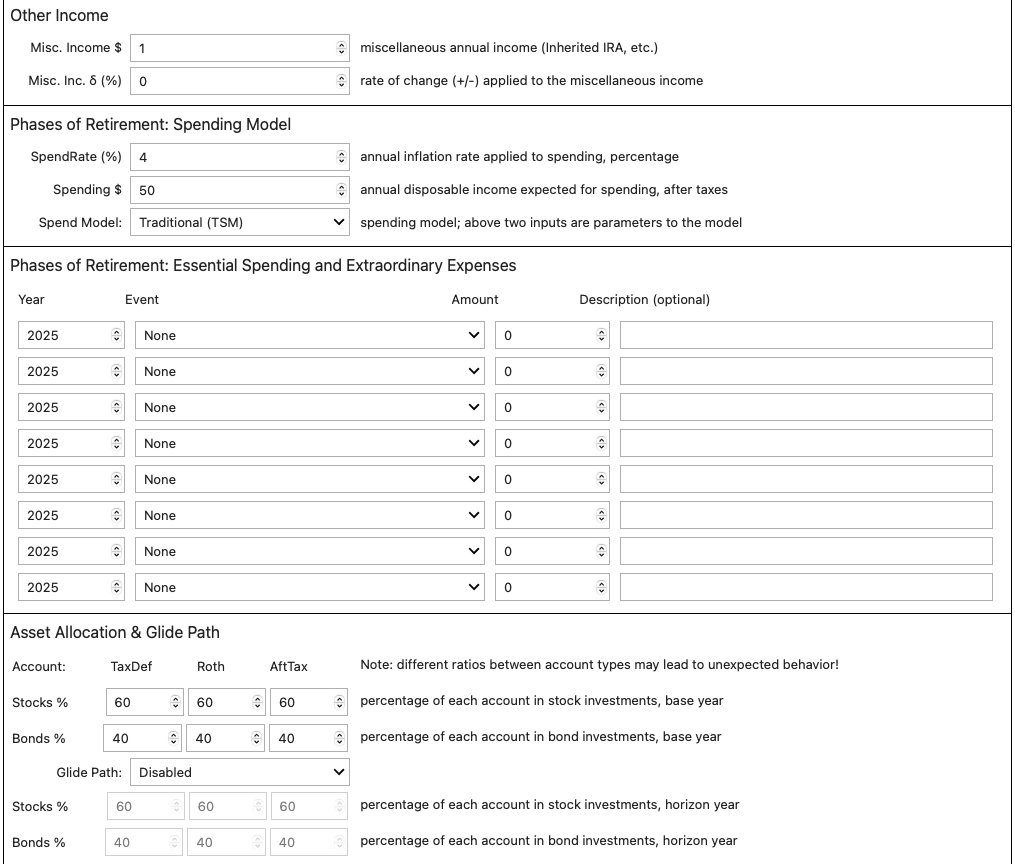 Other Income
Misc. Income $ 1 miscellaneous annual income (Inherited IRA, etc.)
Misc. Inc. δ (%) 0 rate of change (+/-) applied to the miscellaneous income
Phases of Retirement: Spending Model
SpendRate (%) 4 annual inflation rate applied to spending, percentage
Spending $ 50 annual disposable income expected for spending, after taxes
Spend Model: Traditional (TSM) spending model; above two inputs are parameters to the model
Phases of Retirement: Essential Spending and Extraordinary Expenses
Year Event Amount Description (optional)
2025 None 0
2025 None 0
2025 None 0
2025 None 0
2025 None 0
2025 None 0
2025 None 0
2025 None 0
Asset Allocation & Glide Path
Account: TaxDef Roth AftTax Note: different ratios between account types may lead to unexpected behavior!
Stocks % 60 60 60 percentage of each account in stock investments, base year
Bonds % 40 40 40 percentage of each account in bond investments, base year
Glide Path: Disabled
Stocks % 60 60 60 percentage of each account in stock investments, horizon year
Bonds % 40 40 40 percentage of each account in bond investments, horizon year